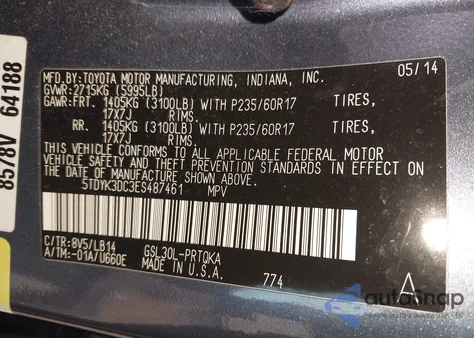 8578V 64188
MFD.BY:TOYOTA MOTOR MANUFACTURING, INDIANA, INC. 05/14
GVWR:2715KG (5995LB)
GAWR:FRT. 1405KG (3100LB) WITH P235/60R17 TIRES,
17X7J RIMS.
RR. 1405KG (3100LB) WITH P235/60R17 TIRES,
17X7J RIMS.
THIS VEHICLE CONFORMS TO ALL APPLICABLE FEDERAL MOTOR
VEHICLE SAFETY AND THEFT PREVENTION STANDARDS IN EFFECT ON
THE DATE OF MANUFACTURE SHOWN ABOVE.
5TDYK3DC3ES487461 MPV
C/TR:8V5/LB14 GSL30L-PRTQKA
A/TM:-01A/U660E MADE IN U.S.A. 774 A
autoSnap